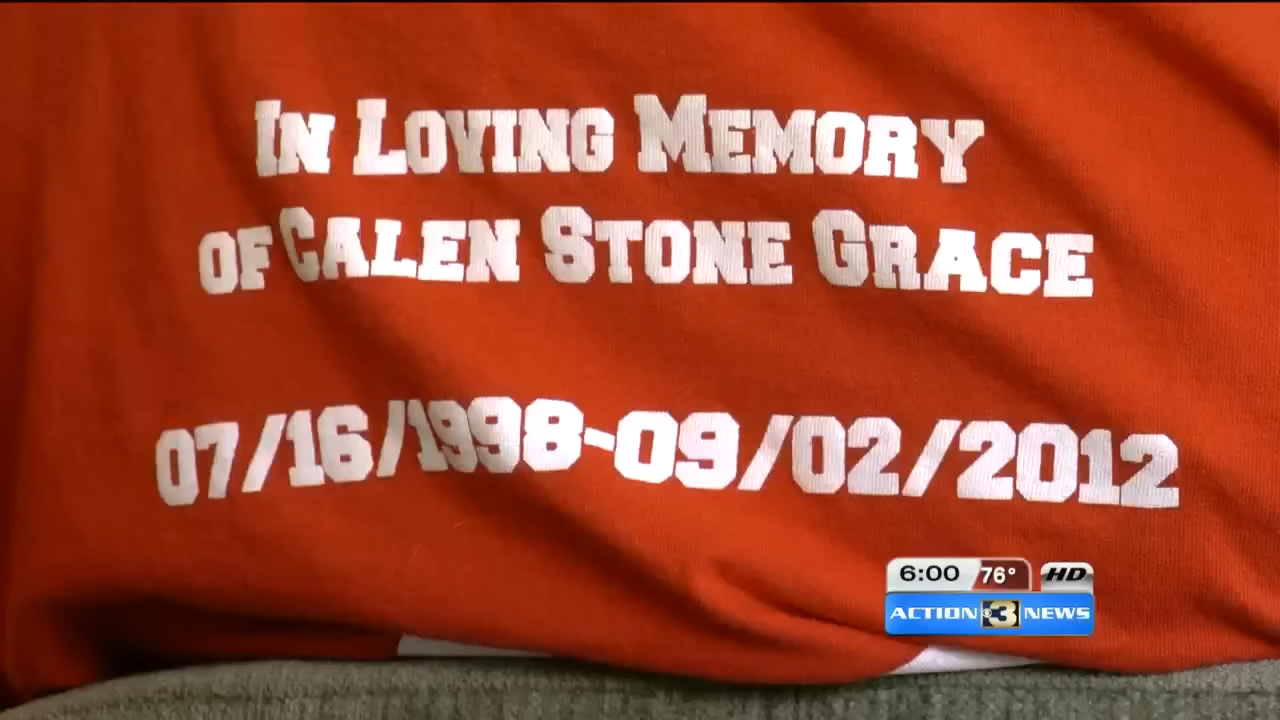 In Loving Memory
of Calen Stone Grace
07/16/1998-09/02/2012
6:00 76° HD
ACTION 3 NEWS